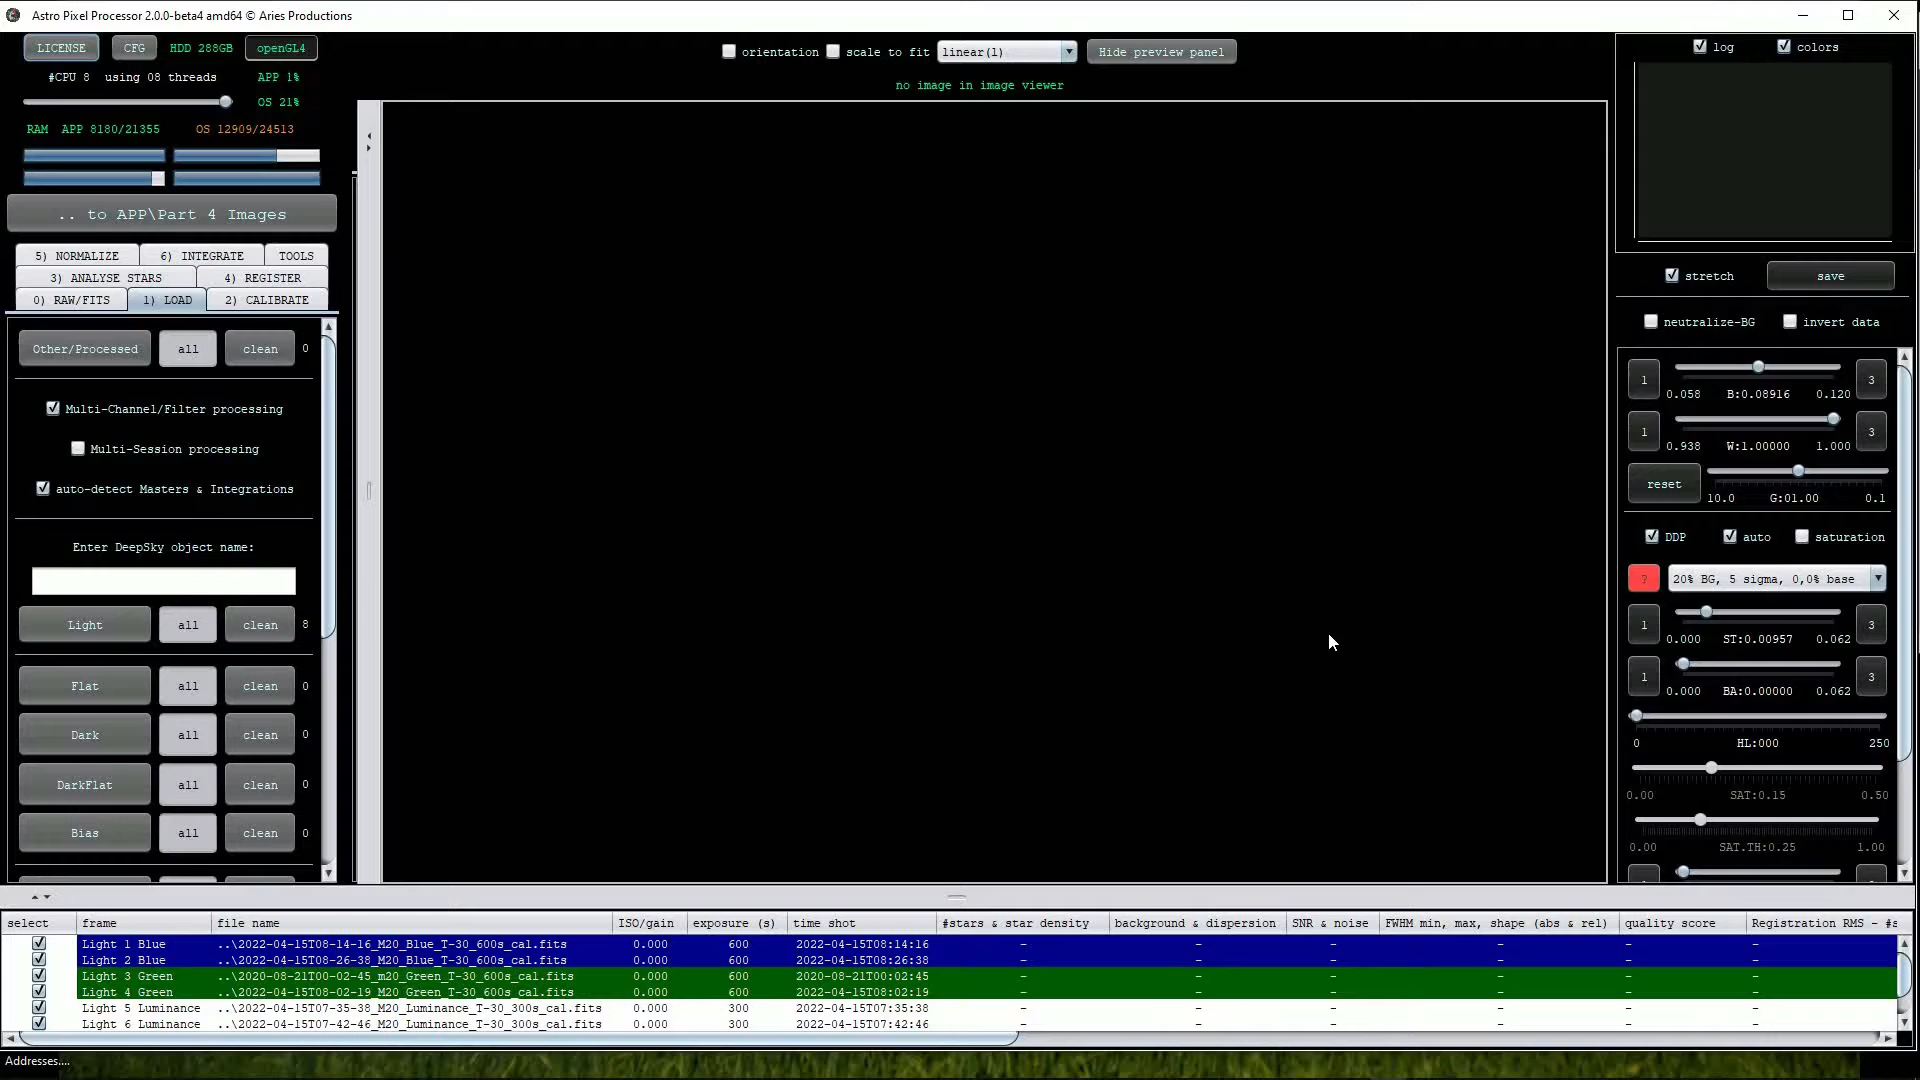 Astro Pixel Processor 2.0.0-beta4 amd64 © Aries Productions
LICENSE CFG HDD 288GB openGL4
#CPU 8 using 08 threads APP 1%
OS 21%
RAM APP 8180/21355 OS 12909/24513
.. to APP\Part 4 Images
5) NORMALIZE 6) INTEGRATE TOOLS
3) ANALYSE STARS 4) REGISTER
0) RAW/FITS 1) LOAD 2) CALIBRATE
Other/Processed all clean 0
Multi-Channel/Filter processing
Multi-Session processing
auto-detect Masters & Integrations
Enter DeepSky object name:
Light all clean 8
Flat all clean 0
Dark all clean 0
DarkFlat all clean 0
Bias all clean 0
orientation scale to fit linear(l) Hide preview panel
no image in image viewer
log colors
stretch save
neutralize-BG invert data
1 3
0.058 B:0.08916 0.120
1 3
0.938 W:1.00000 1.000
reset
10.0 G:01.00 0.1
DDP auto saturation
? 20% BG, 5 sigma, 0,0% base
1 3
0.000 ST:0.00957 0.062
1 3
0.000 BA:0.00000 0.062
0 HL:000 250
0.00 SAT:0.15 0.50
0.00 SAT.TH:0.25 1.00
select frame file name ISO/gain exposure (s) time shot #stars & star density background & dispersion SNR & noise FWHM min, max, shape (abs & rel) quality score Registration RMS - #s
Light 1 Blue ..\2022-04-15T08-14-16_M20_Blue_T-30_600s_cal.fits 0.000 600 2022-04-15T08:14:16 - - - - - -
Light 2 Blue ..\2022-04-15T08-26-38_M20_Blue_T-30_600s_cal.fits 0.000 600 2022-04-15T08:26:38 - - - - - -
Light 3 Green ..\2020-08-21T00-02-45_m20_Green_T-30_600s_cal.fits 0.000 600 2020-08-21T00:02:45 - - - - - -
Light 4 Green ..\2022-04-15T08-02-19_M20_Green_T-30_600s_cal.fits 0.000 600 2022-04-15T08:02:19 - - - - - -
Light 5 Luminance ..\2022-04-15T07-35-38_M20_Luminance_T-30_300s_cal.fits 0.000 300 2022-04-15T07:35:38 - - - - - -
Light 6 Luminance ..\2022-04-15T07-42-46_M20_Luminance_T-30_300s_cal.fits 0.000 300 2022-04-15T07:42:46 - - - - - -
Addresses....